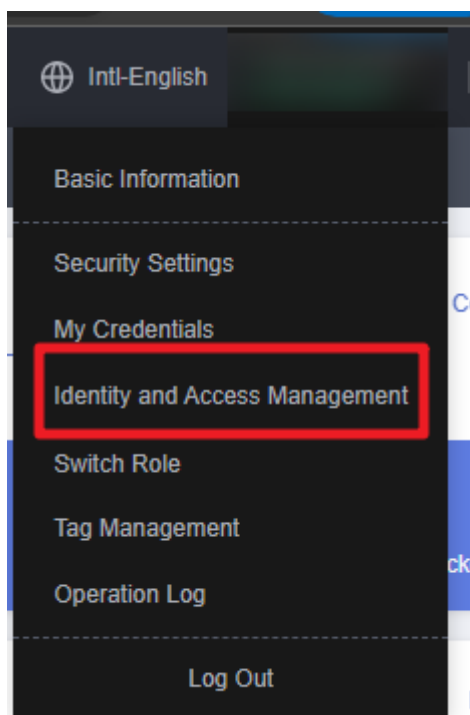 Intl-English
Basic Information
Security Settings
My Credentials
Identity and Access Management
Switch Role
Tag Management
Operation Log
Log Out